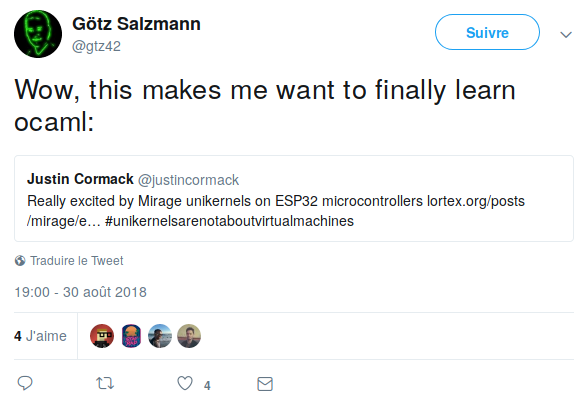 Götz Salzmann
@gtz42
Suivre
Wow, this makes me want to finally learn
ocaml:
Justin Cormack @justincormack
Really excited by Mirage unikernels on ESP32 microcontrollers lortex.org/posts
/mirage/e… #unikernelsarenotaboutvirtualmachines
Traduire le Tweet
19:00 - 30 août 2018
4 J'aime
4